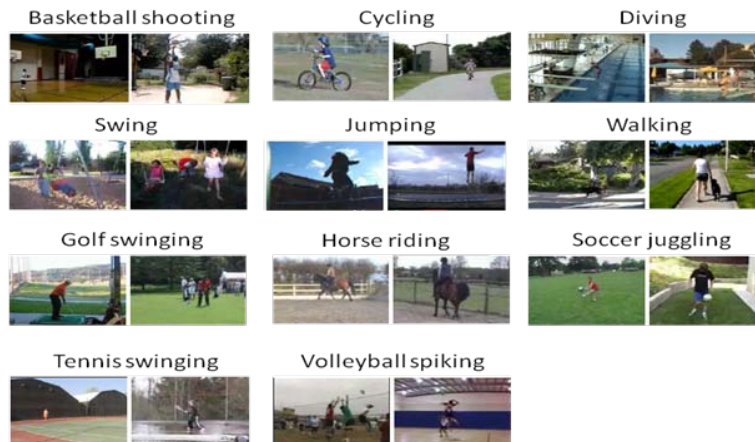 Basketball shooting
Cycling
Diving
Swing
Jumping
Walking
Golf swinging
Horse riding
Soccer juggling
Tennis swinging
Volleyball spiking